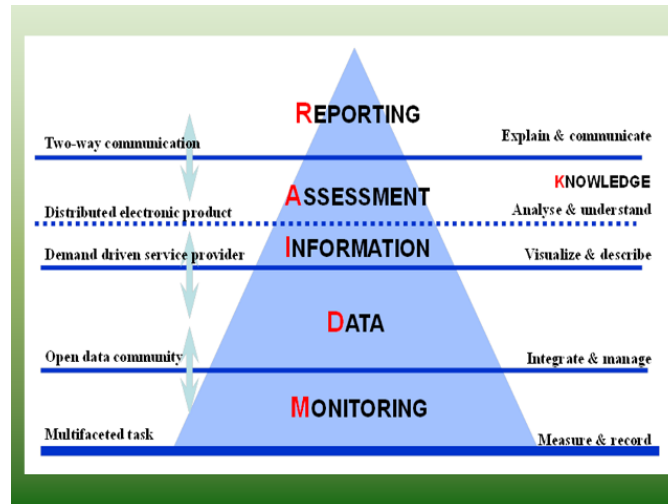 REPORTING
Two-way communication
Explain & communicate
KNOWLEDGE
ASSESSMENT
Distributed electronic product
Analyse & understand
INFORMATION
Demand driven service provider
Visualize & describe
DATA
Open data community
Integrate & manage
MONITORING
Multifaceted task
Measure & record